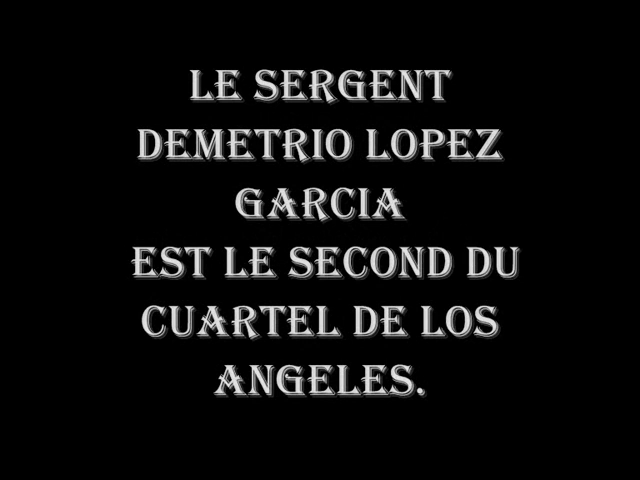 LE SERGENT
DEMETRIO LOPEZ
GARCIA
EST LE SECOND DU
CUARTEL DE LOS
ANGELES.